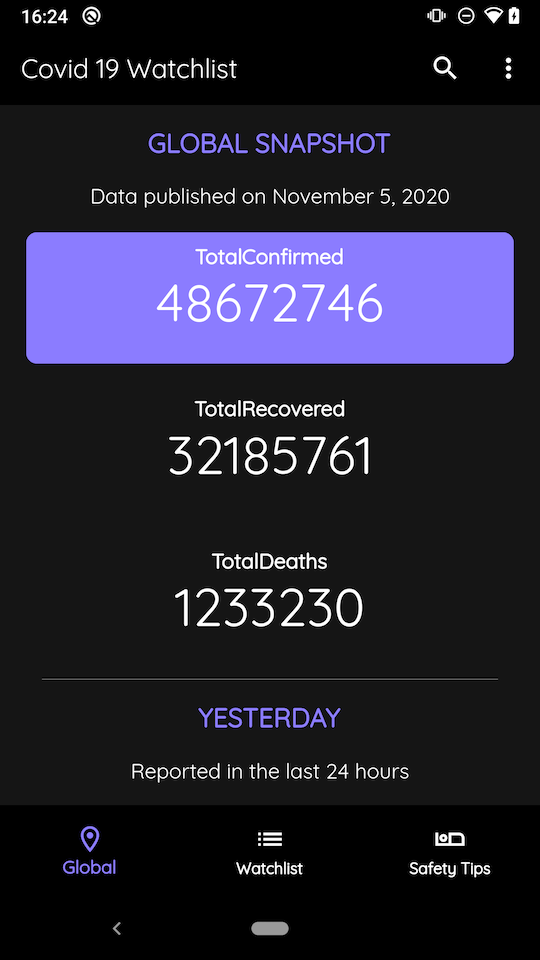 16:24
Covid 19 Watchlist
GLOBAL SNAPSHOT
Data published on November 5, 2020
TotalConfirmed
48672746
TotalRecovered
32185761
TotalDeaths
1233230
YESTERDAY
Reported in the last 24 hours
Global
Watchlist
Safety Tips